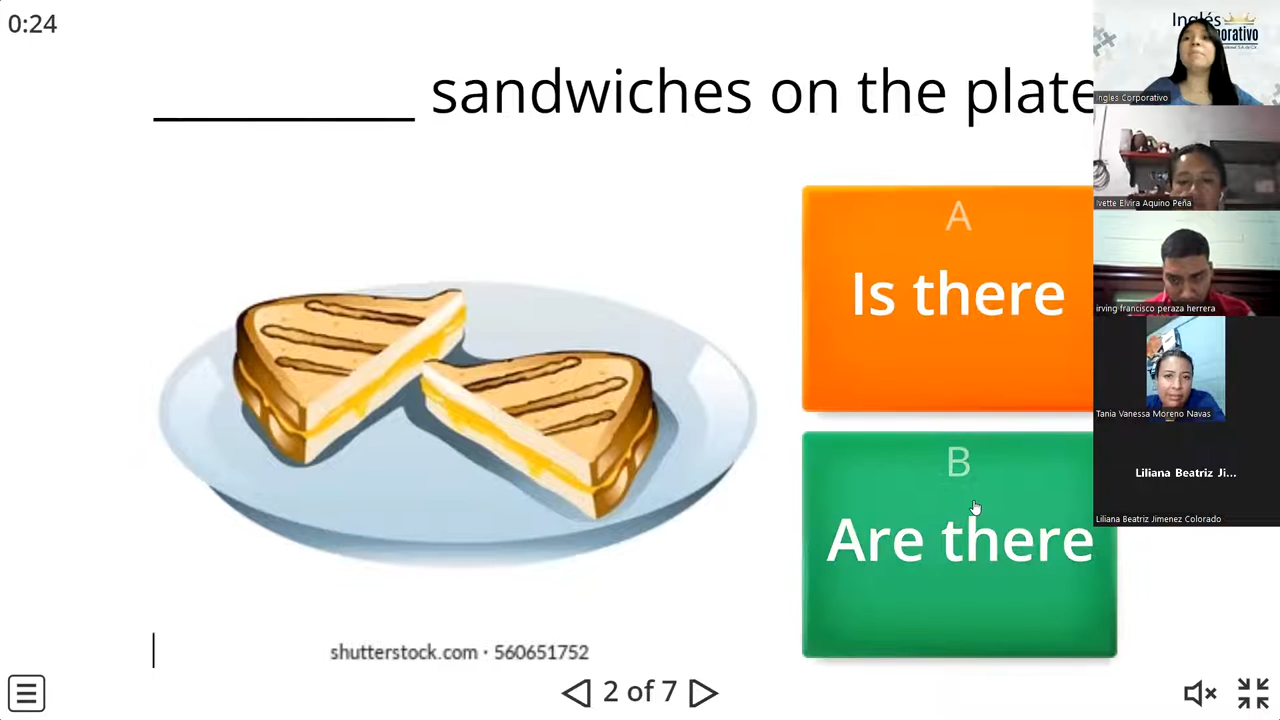 0:24
_________ sandwiches on the plate
A
Is there
B
Are there
shutterstock.com · 560651752
2 of 7
Inglés
Ingles Corporativo
Ivette Elvira Aquino Peña
irving francisco peraza herrera
Tania Vanessa Moreno Navas
Liliana Beatriz Ji...
Liliana Beatriz Jimenez Colorado